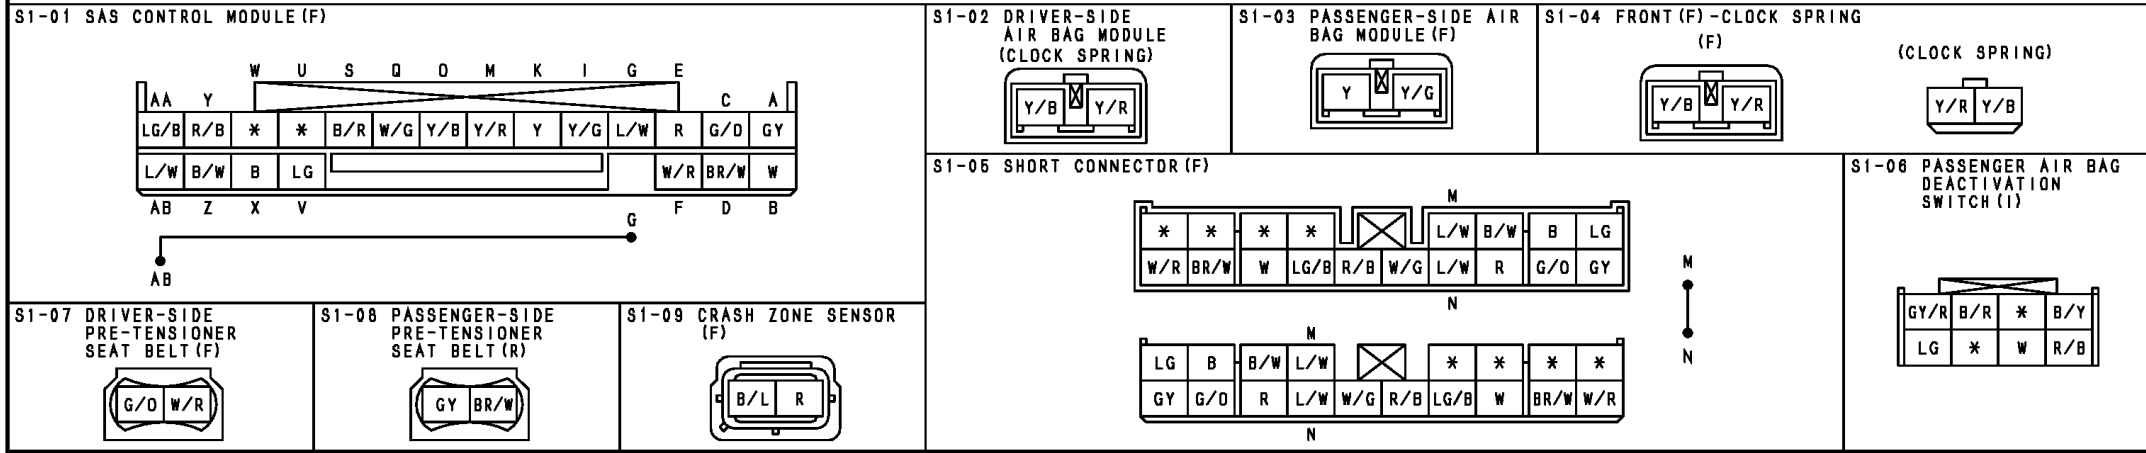 S1-01 SAS CONTROL MODULE(F)
W U S Q O M K I G E
AA Y C A
LG/B R/B * * B/R W/G Y/B Y/R Y Y/G L/W R G/O GY
L/W B/W B LG W/R BR/W W
AB Z X V F D B
G
AB
S1-02 DRIVER-SIDE
AIR BAG MODULE
(CLOCK SPRING)
Y/B Y/R
S1-03 PASSENGER-SIDE AIR
BAG MODULE(F)
Y Y/G
S1-04 FRONT(F)-CLOCK SPRING
(F)
(CLOCK SPRING)
Y/B Y/R
Y/R Y/B
S1-05 SHORT CONNECTOR(F)
M
* * * * L/W B/W B LG
W/R BR/W W LG/B R/B W/G L/W R G/O GY
N
M
LG B B/W L/W * * * *
GY G/O R L/W W/G R/B LG/B W BR/W W/R
N
M
N
S1-06 PASSENGER AIR BAG
DEACTIVATION
SWITCH(I)
GY/R B/R * B/Y
LG * W R/B
S1-07 DRIVER-SIDE
PRE-TENSIONER
SEAT BELT(F)
G/O W/R
S1-08 PASSENGER-SIDE
PRE-TENSIONER
SEAT BELT(R)
GY BR/W
S1-09 CRASH ZONE SENSOR
(F)
B/L R